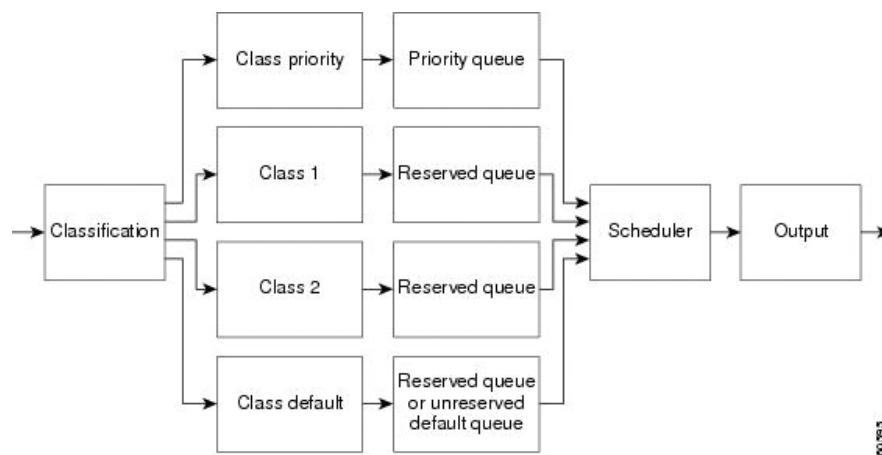 Class priority
Priority queue
Class 1
Reserved queue
Classification
Scheduler
Output
Class 2
Reserved queue
Class default
Reserved queue
or unreserved
default queue